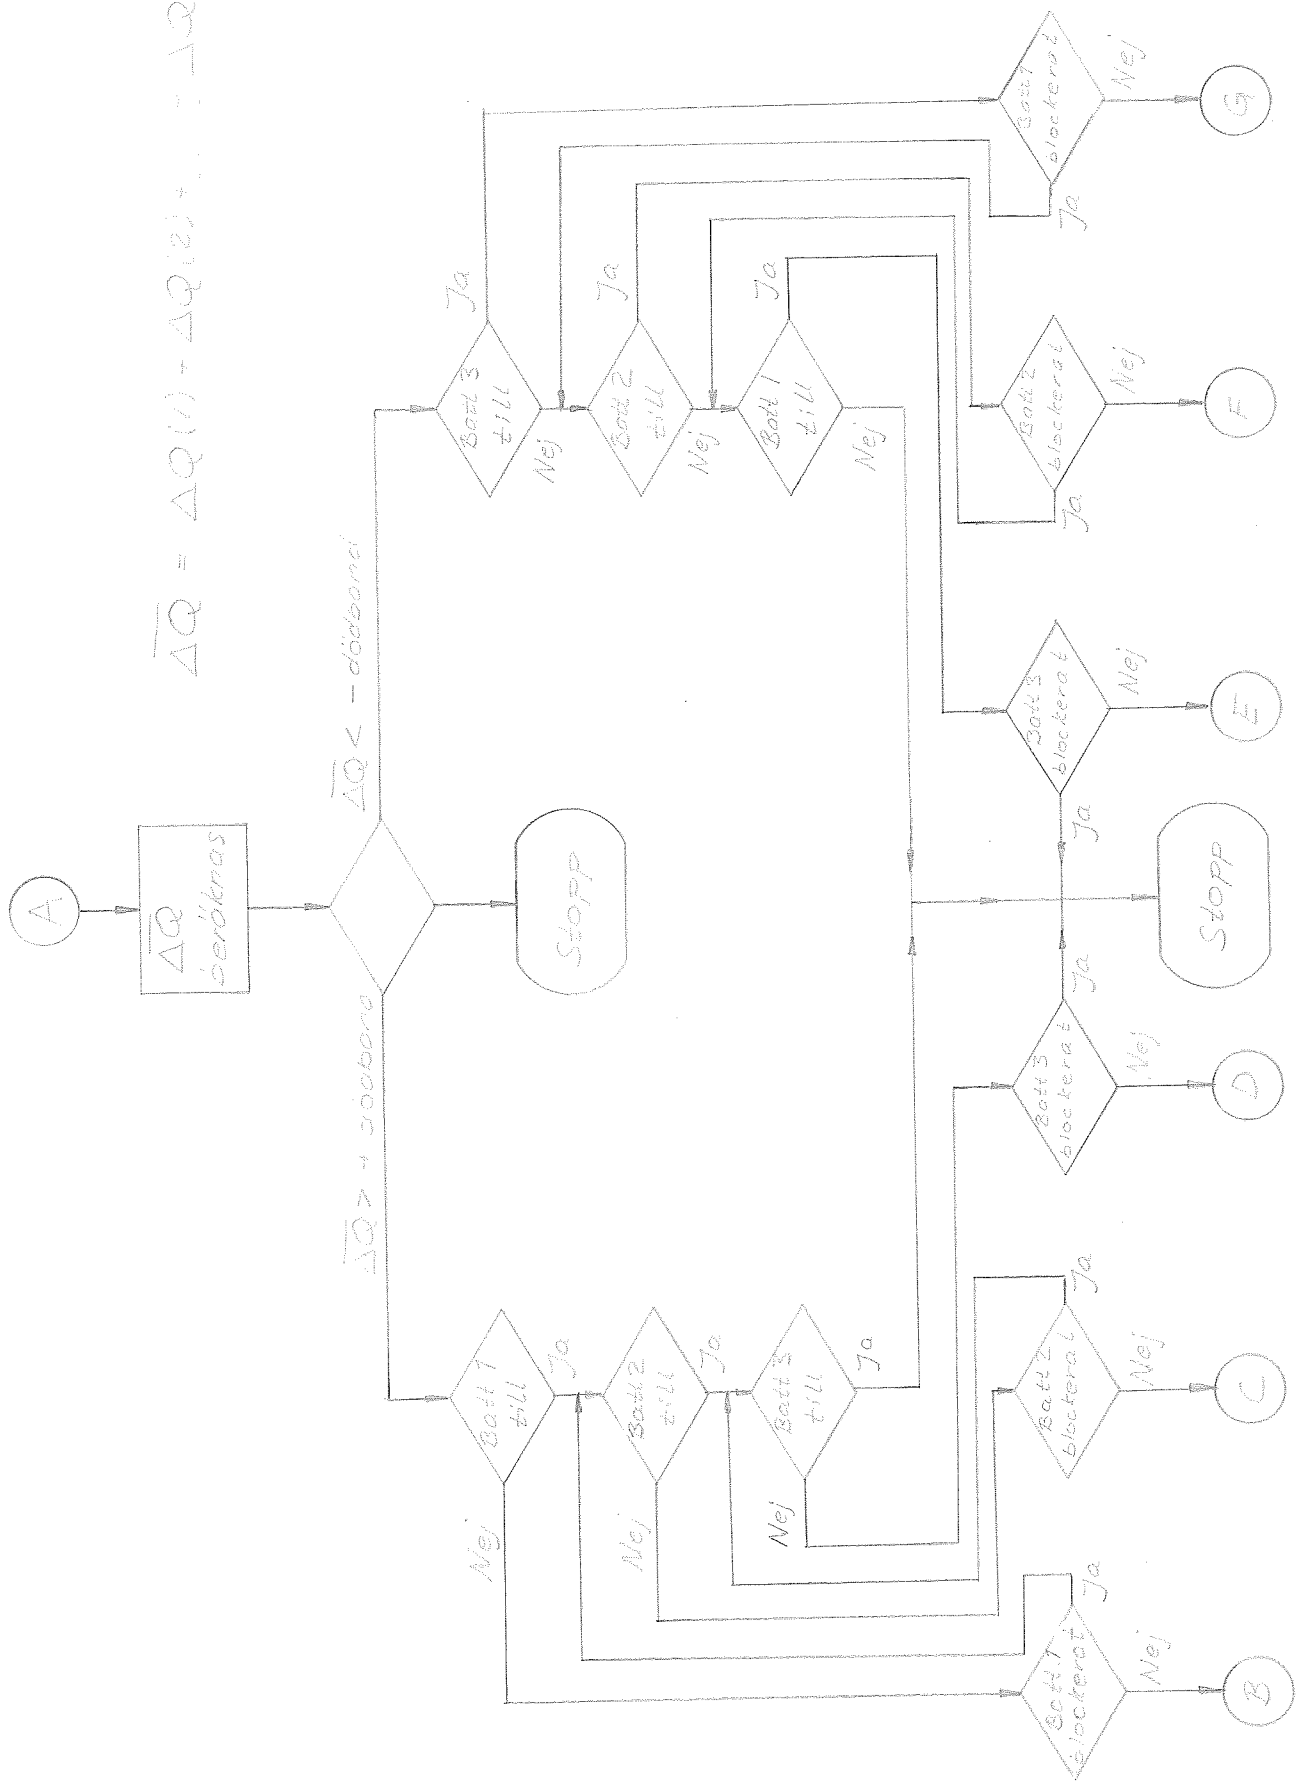 A
ΔQ
beräknas
ΔQ = ΔQ(1) + ΔQ(2) +
ΔQ > + dödband
ΔQ < - dödband
Stopp
Batt 1
till
Nej
Ja
Batt 2
till
Nej
Ja
Batt 3
till
Nej
Ja
Batt 3
till
Ja
Nej
Batt 2
till
Ja
Nej
Batt 1
till
Ja
Nej
Batt 1
blockerat
Ja
Nej
B
Batt 2
blockerat
Ja
Nej
C
Batt 3
blockerat
Ja
Nej
D
Stopp
Batt 3
blockerat
Ja
Nej
E
Batt 2
blockerat
Ja
Nej
F
Batt 1
blockerat
Ja
Nej
G